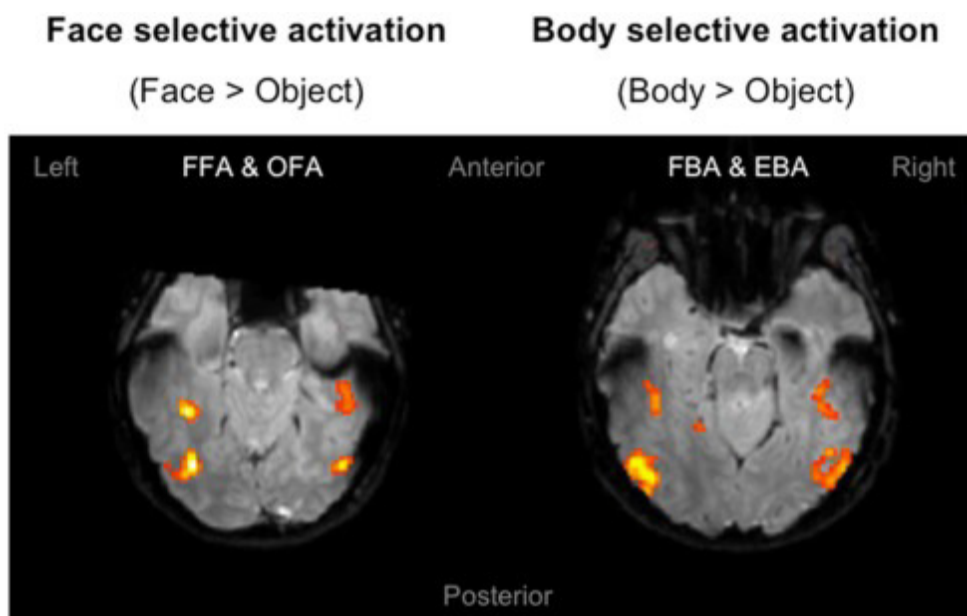 Face selective activation
(Face > Object)
Body selective activation
(Body > Object)
Left
FFA & OFA
Anterior
FBA & EBA
Right
Posterior